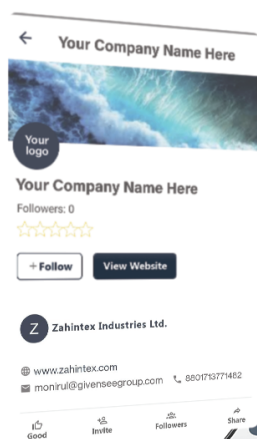 Your Company Name Here
Your
logo
Your Company Name Here
Followers: 0
+Follow
View Website
Z
Zahintex Industries Ltd.
www.zahintex.com
monirul@givenseegroup.com
8801713771482
Good
Invite
Followers
Share